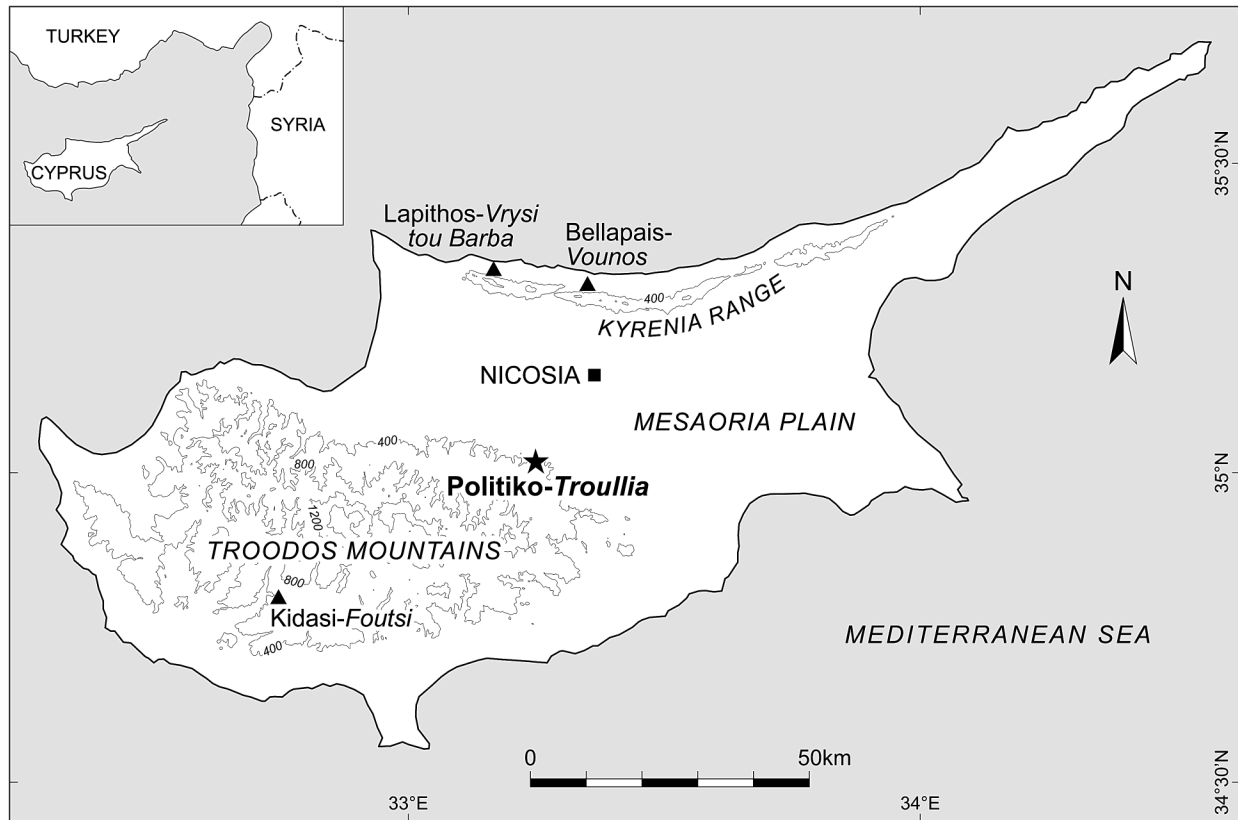 TURKEY
SYRIA
CYPRUS
Lapithos-Vrysi
tou Barba
Bellapais-
Vounos
400
KYRENIA RANGE
N
NICOSIA
MESAORIA PLAIN
400
800
Politiko-Troullia
1200
TROODOS MOUNTAINS
800
Kidasi-Foutsi
400
MEDITERRANEAN SEA
0 50km
33°E 34°E
35°30'N
35°N
34°30'N